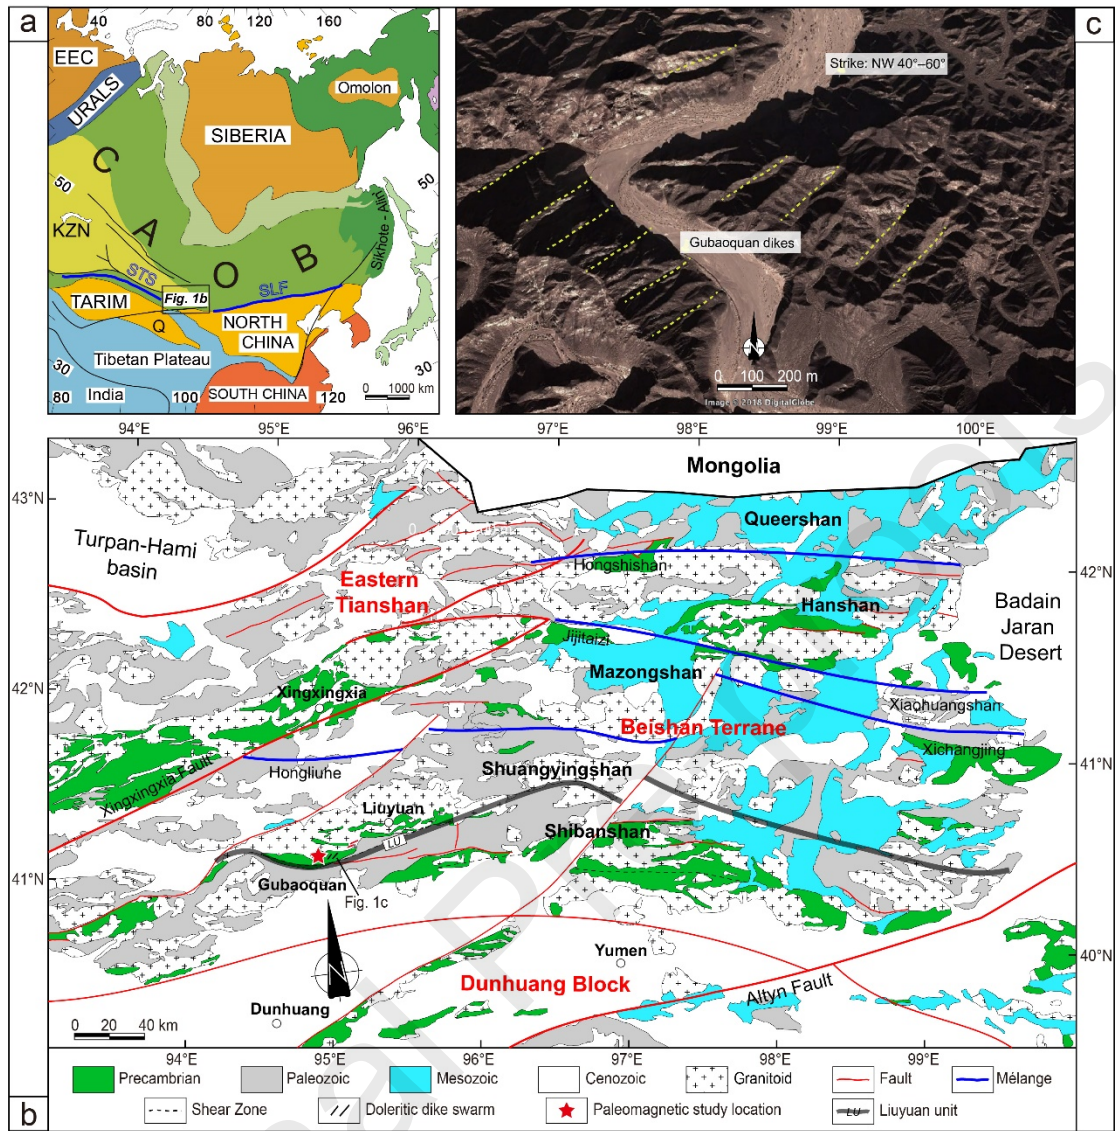 a
40
80
120
160
EEC
URALS
Omolon
SIBERIA
C
A
O
B
50
50
KZN
Sikhote - Alin
STS
SLF
Fig. 1b
TARIM
Q
NORTH
CHINA
Tibetan Plateau
30
30
India
80
100
SOUTH CHINA
120
0 1000 km
c
Strike: NW 40°–60°
Gubaoquan dikes
N
0 100 200 m
Image © 2018 DigitalGlobe
94°E
95°E
96°E
97°E
98°E
99°E
100°E
Mongolia
43°N
Queershan
Turpan-Hami
basin
Hongshishan
42°N
Eastern
Tianshan
Hanshan
Badain
Jaran
Desert
Jijitaizi
Mazongshan
42°N
Xingxingxia
Xiaohuangshan
Beishan Terrane
Xichangjing
Xingxingxia Fault
Hongliuhe
Shuangyingshan
41°N
Liuyuan
Shibanshan
LU
41°N
Gubaoquan
Fig. 1c
N
Yumen
40°N
Dunhuang Block
Altyn Fault
Dunhuang
0 20 40 km
94°E
95°E
96°E
97°E
98°E
99°E
Precambrian
Paleozoic
Mesozoic
Cenozoic
Granitoid
Fault
Mélange
Shear Zone
Doleritic dike swarm
Paleomagnetic study location
LU
Liuyuan unit
b